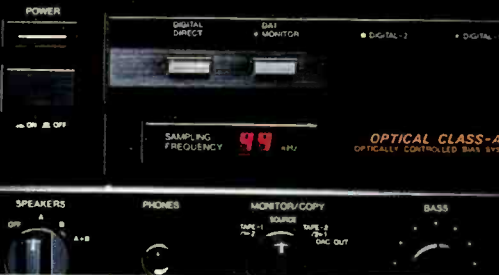 POWER
DIGITAL DIRECT
DAT MONITOR
DIGITAL-2
DIGITAL-
ON OFF
SAMPLING FREQUENCY
kHz
OPTICAL CLASS-A
OPTICALLY CONTROLLED BIAS SYS
SPEAKERS
OFF A B A+B
PHONES
MONITOR/COPY
SOURCE
TAPE-1 TAPE-2
DAC OUT
BASS